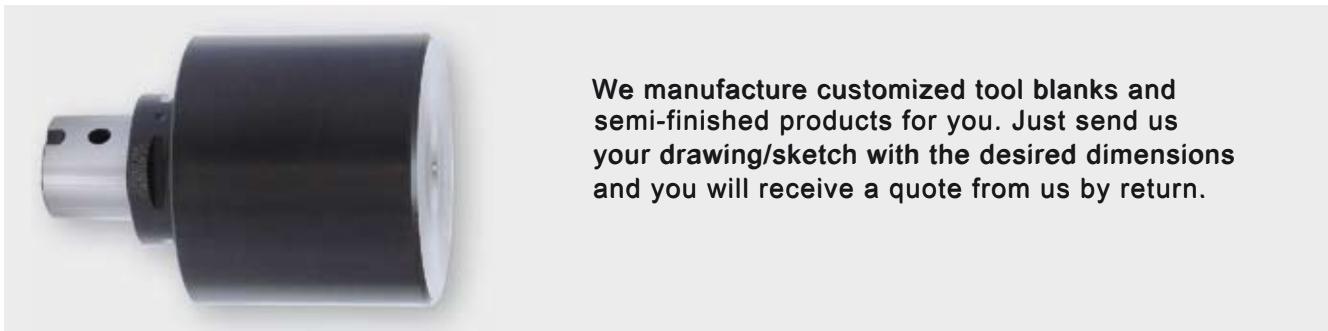 We manufacture customized tool blanks and
semi-finished products for you. Just send us
your drawing/sketch with the desired dimensions
and you will receive a quote from us by return.